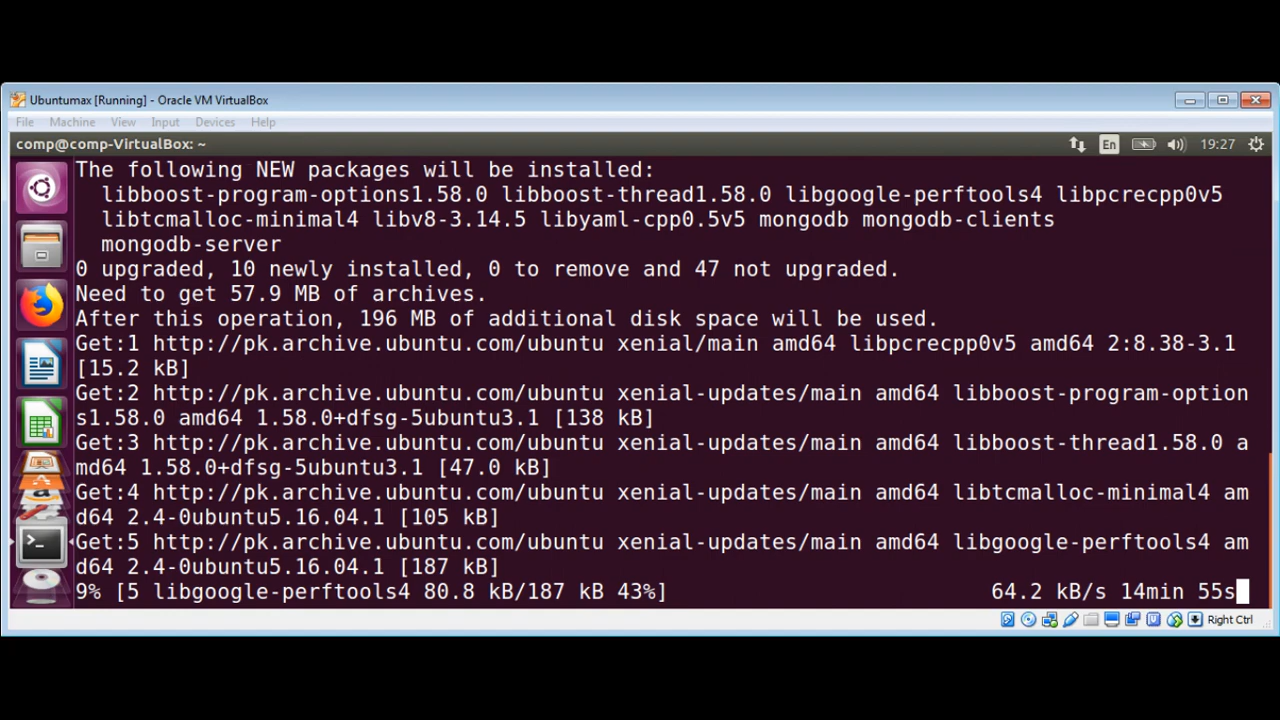 Ubuntumax [Running] - Oracle VM VirtualBox
File Machine View Input Devices Help
comp@comp-VirtualBox: ~ En 19:27
The following NEW packages will be installed:
libboost-program-options1.58.0 libboost-thread1.58.0 libgoogle-perftools4 libpcrecpp0v5
libtcmalloc-minimal4 libv8-3.14.5 libyaml-cpp0.5v5 mongodb mongodb-clients
mongodb-server
0 upgraded, 10 newly installed, 0 to remove and 47 not upgraded.
Need to get 57.9 MB of archives.
After this operation, 196 MB of additional disk space will be used.
Get:1 http://pk.archive.ubuntu.com/ubuntu xenial/main amd64 libpcrecpp0v5 amd64 2:8.38-3.1
[15.2 kB]
Get:2 http://pk.archive.ubuntu.com/ubuntu xenial-updates/main amd64 libboost-program-option
s1.58.0 amd64 1.58.0+dfsg-5ubuntu3.1 [138 kB]
Get:3 http://pk.archive.ubuntu.com/ubuntu xenial-updates/main amd64 libboost-thread1.58.0 a
md64 1.58.0+dfsg-5ubuntu3.1 [47.0 kB]
Get:4 http://pk.archive.ubuntu.com/ubuntu xenial-updates/main amd64 libtcmalloc-minimal4 am
d64 2.4-0ubuntu5.16.04.1 [105 kB]
Get:5 http://pk.archive.ubuntu.com/ubuntu xenial-updates/main amd64 libgoogle-perftools4 am
d64 2.4-0ubuntu5.16.04.1 [187 kB]
9% [5 libgoogle-perftools4 80.8 kB/187 kB 43%] 64.2 kB/s 14min 55s
Right Ctrl